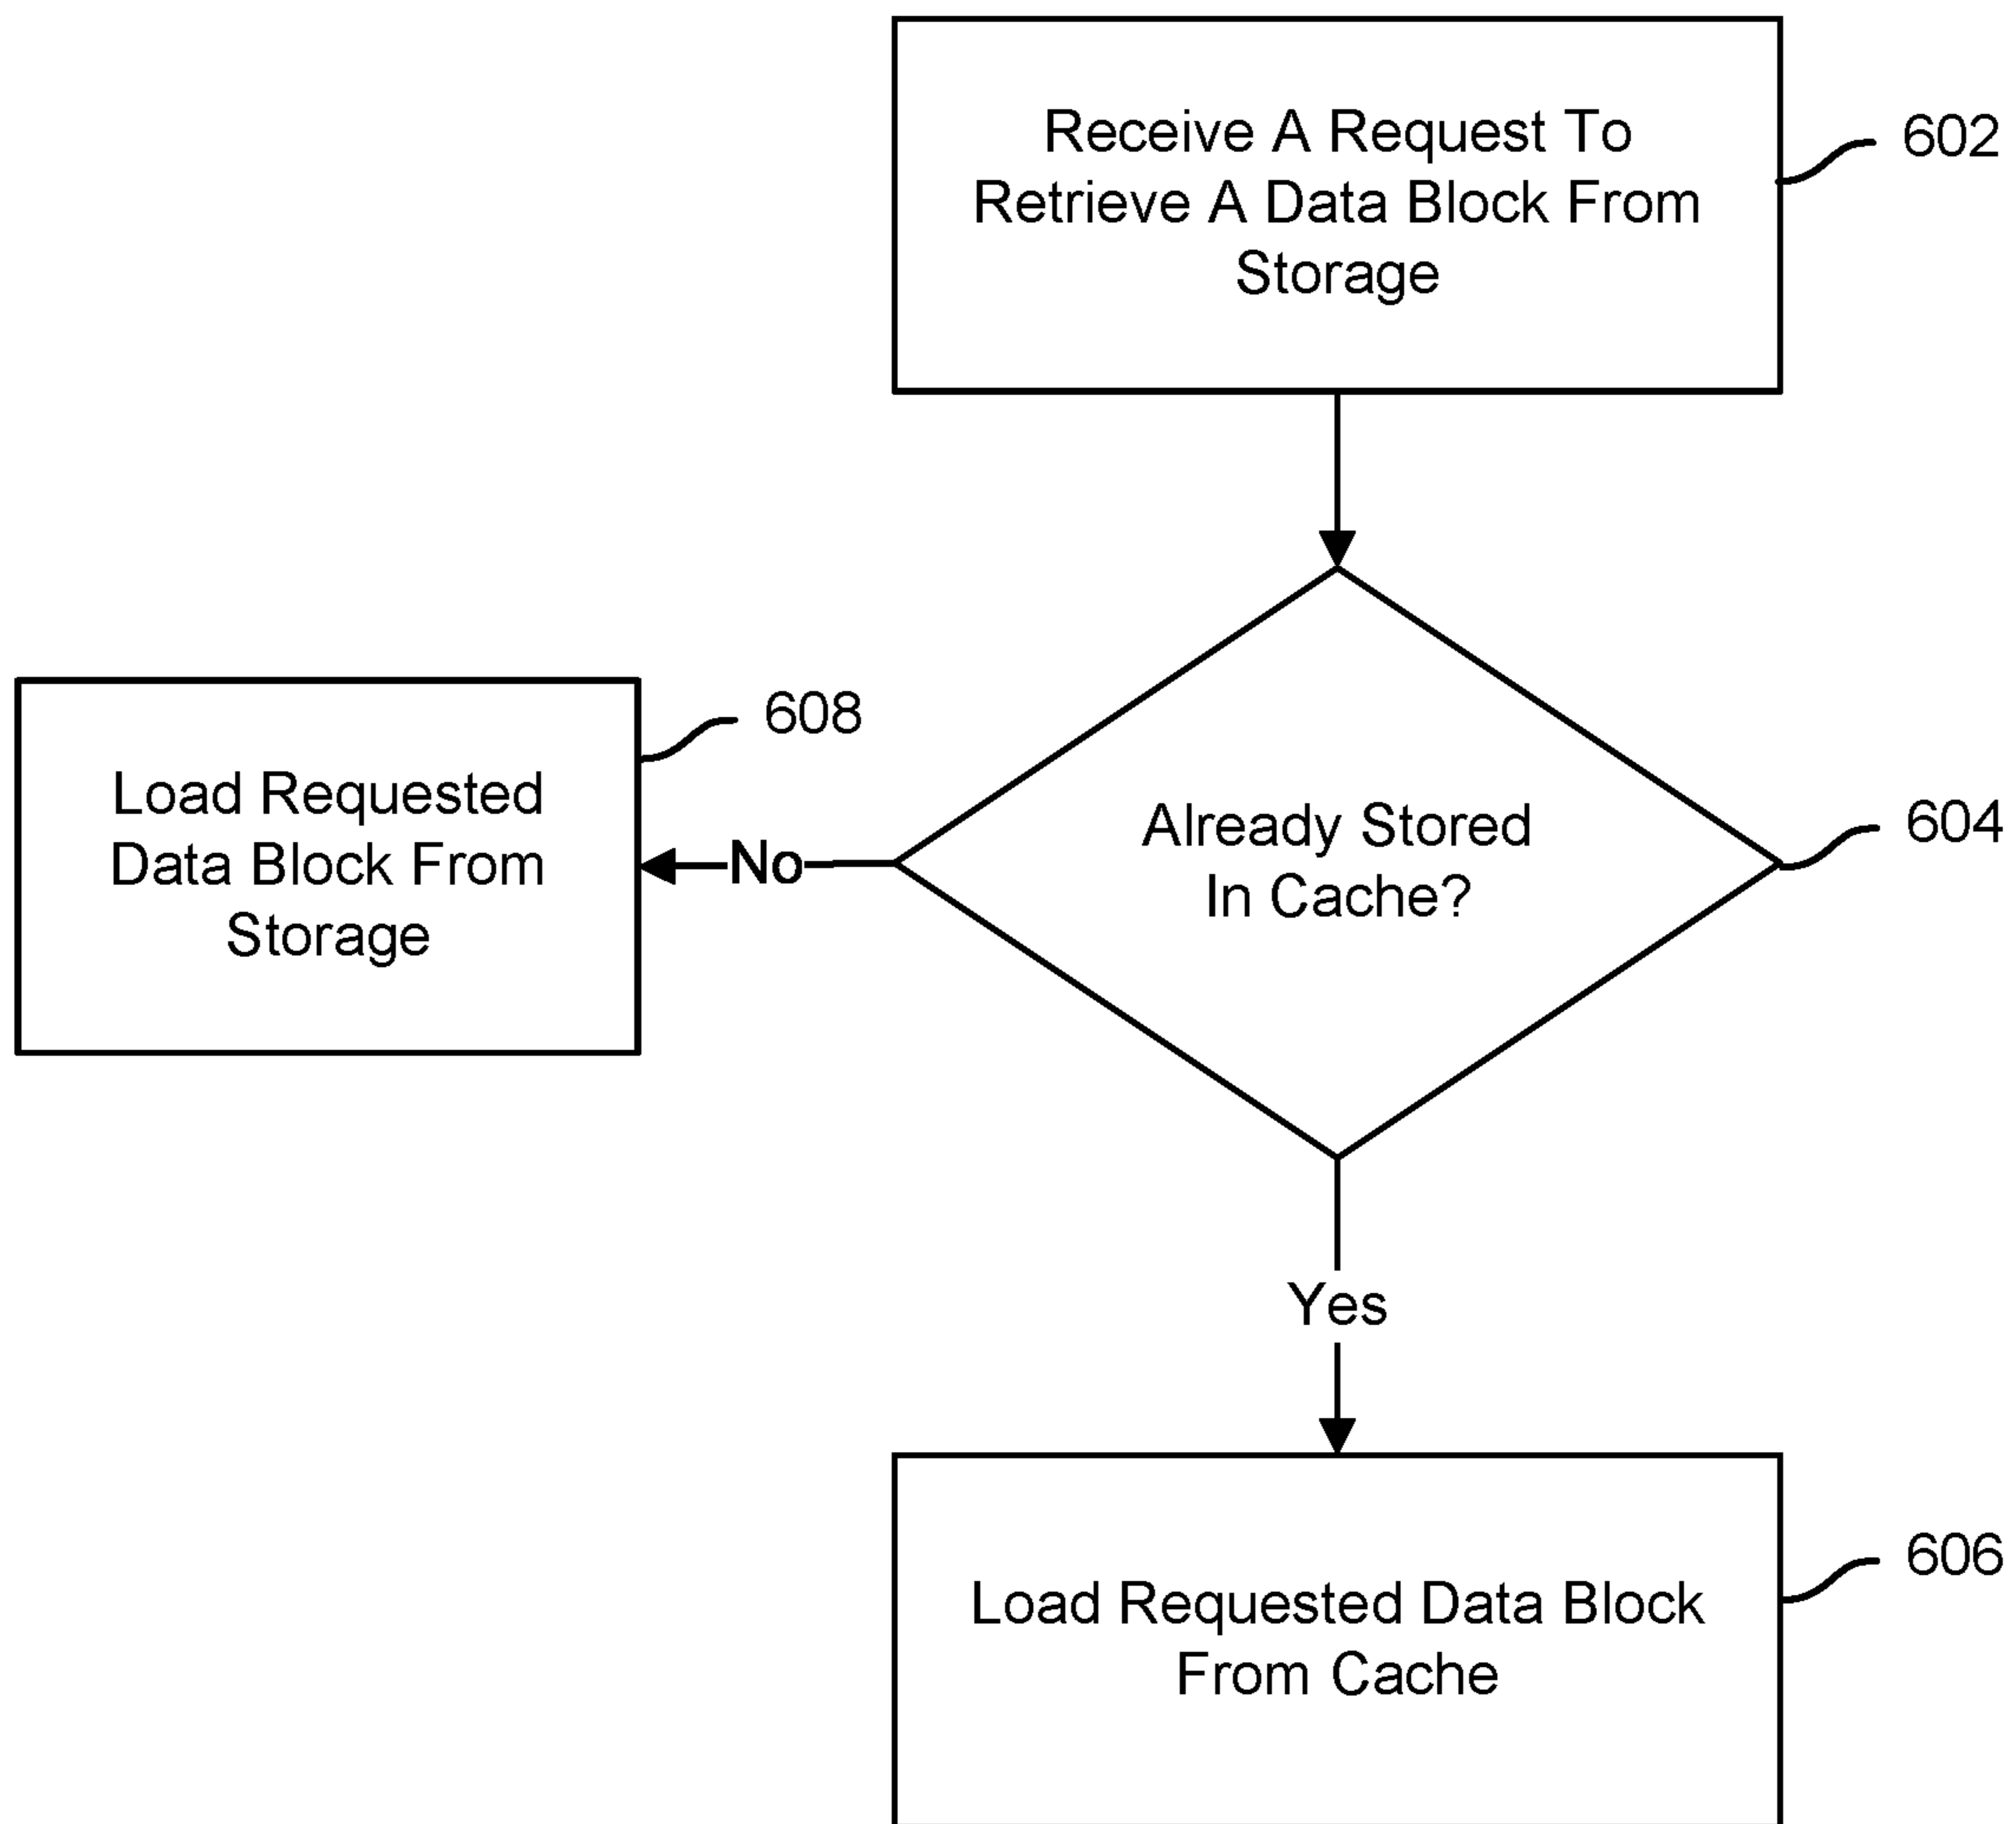 Receive A Request To
Retrieve A Data Block From
Storage
602
608
Load Requested
Data Block From
Storage
No
Already Stored
In Cache?
604
Yes
606
Load Requested Data Block
From Cache